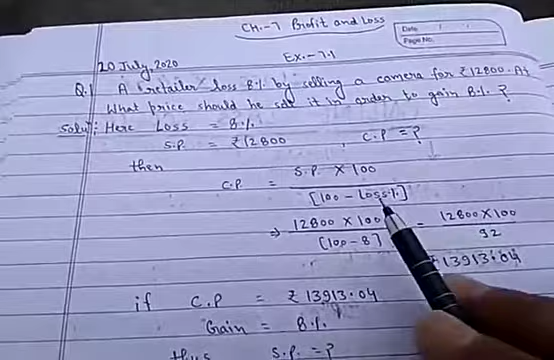 CH-7 Profit and Loss
Date
Page No.
20 July, 2020
EX.-7.1
Q.1 A retailer loss 8% by selling a camera for ₹12800. At
What price should he sell it in order to gain 8%?
Solutn: Here Loss = 8%
S.P. = ₹12800, C.P = ?
then
C.P. = S.P. × 100
[100 - Loss%]
⇒ 12800 × 100 = 12800×100
[100-8] 92
₹13913.04
if C.P = ₹13913.04
Gain = 8%
thus S.P. = ?